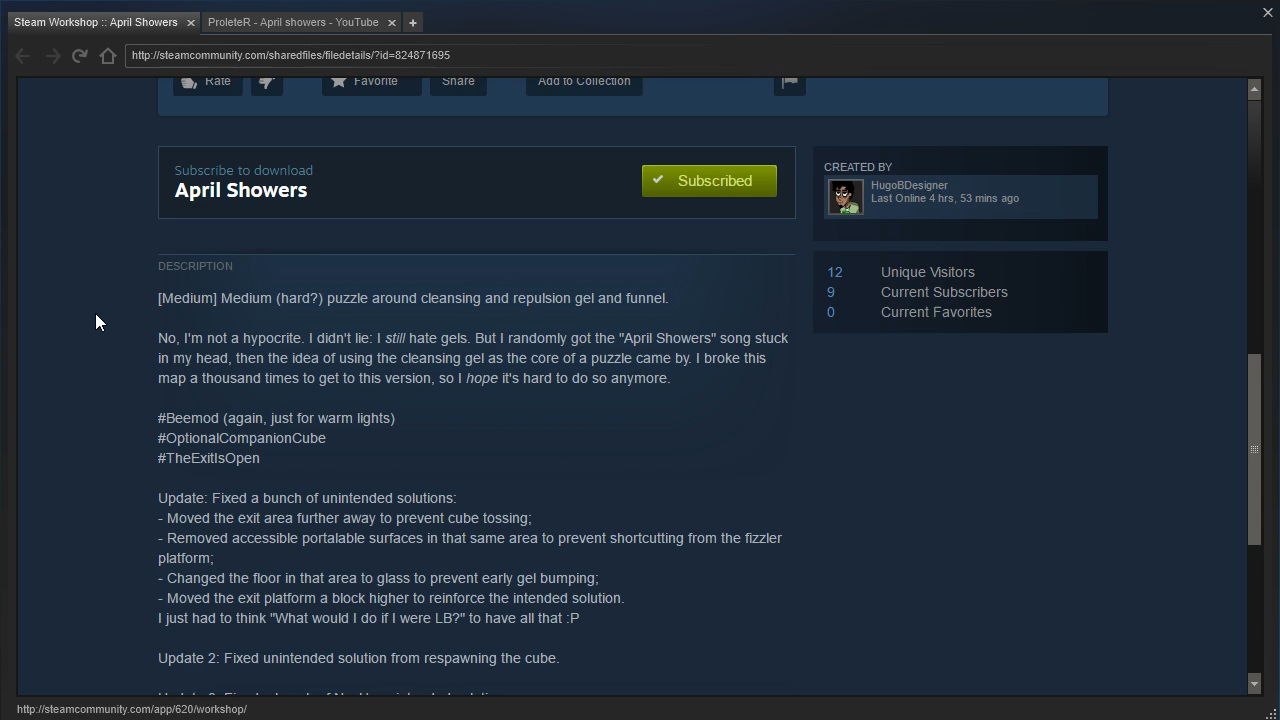 Steam Workshop :: April Showers
ProleteR - April showers - YouTube
http://steamcommunity.com/sharedfiles/filedetails/?id=824871695
Rate
Favorite
Share
Add to Collection
Subscribe to download
April Showers
Subscribed
CREATED BY
HugoBDesigner
Last Online 4 hrs, 53 mins ago
12 Unique Visitors
9 Current Subscribers
0 Current Favorites
DESCRIPTION
[Medium] Medium (hard?) puzzle around cleansing and repulsion gel and funnel.
No, I'm not a hypocrite. I didn't lie: I still hate gels. But I randomly got the "April Showers" song stuck
in my head, then the idea of using the cleansing gel as the core of a puzzle came by. I broke this
map a thousand times to get to this version, so I hope it's hard to do so anymore.
#Beemod (again, just for warm lights)
#OptionalCompanionCube
#TheExitIsOpen
Update: Fixed a bunch of unintended solutions:
- Moved the exit area further away to prevent cube tossing;
- Removed accessible portalable surfaces in that same area to prevent shortcutting from the fizzler
platform;
- Changed the floor in that area to glass to prevent early gel bumping;
- Moved the exit platform a block higher to reinforce the intended solution.
I just had to think "What would I do if I were LB?" to have all that :P
Update 2: Fixed unintended solution from respawning the cube.
http://steamcommunity.com/app/620/workshop/